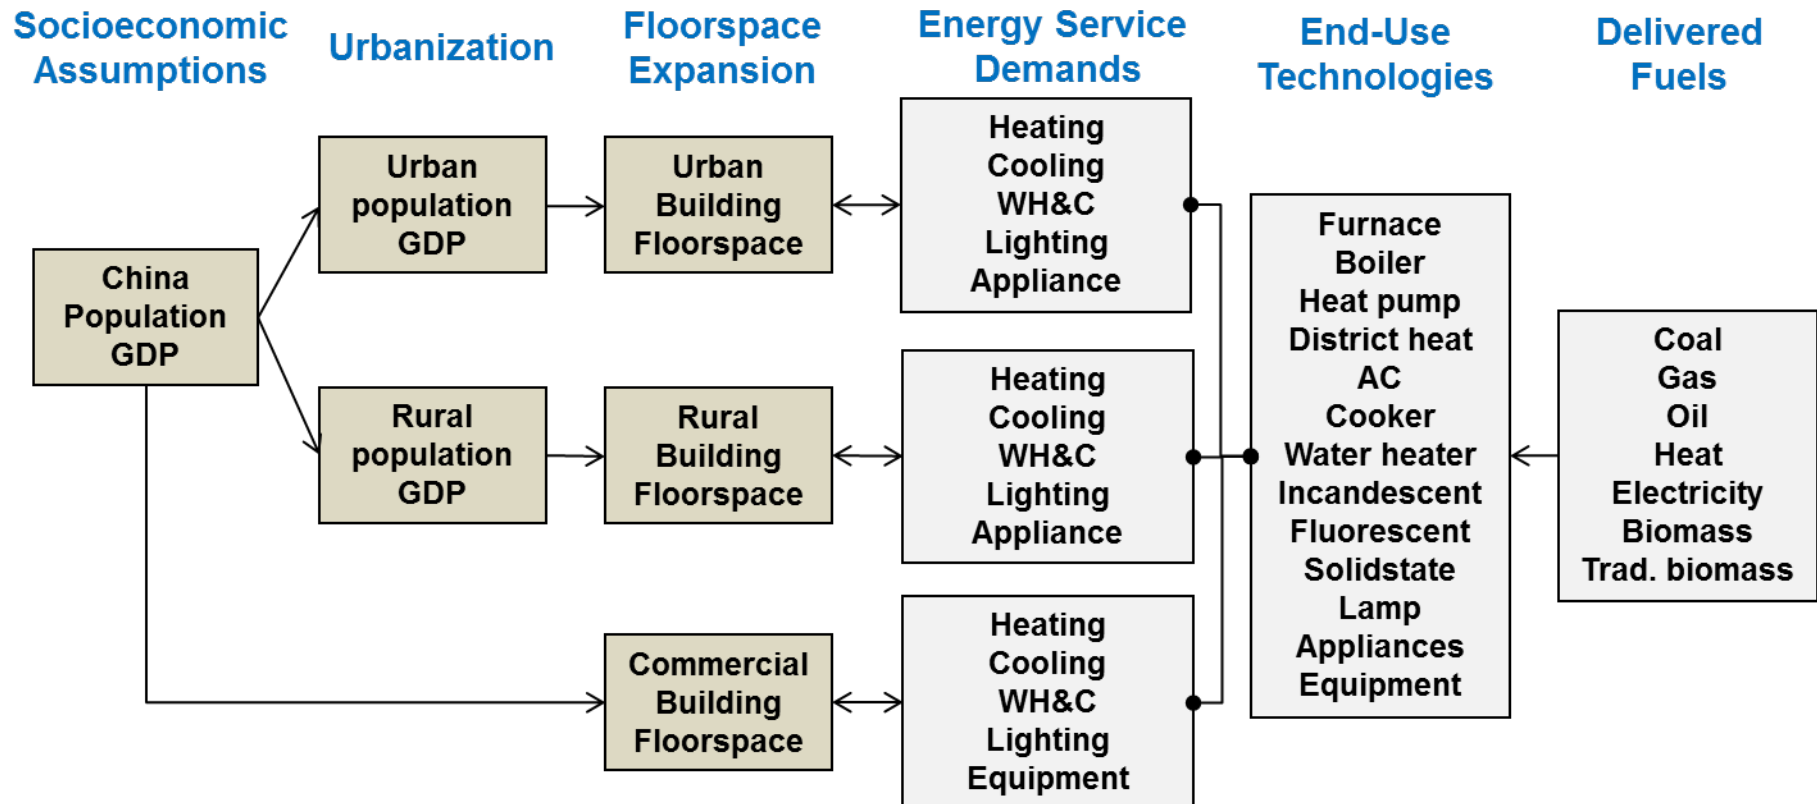 Socioeconomic
Assumptions
Urbanization
Floorspace
Expansion
Energy Service
Demands
End-Use
Technologies
Delivered
Fuels
China
Population
GDP
Urban
population
GDP
Rural
population
GDP
Urban
Building
Floorspace
Rural
Building
Floorspace
Commercial
Building
Floorspace
Heating
Cooling
WH&C
Lighting
Appliance
Heating
Cooling
WH&C
Lighting
Appliance
Heating
Cooling
WH&C
Lighting
Equipment
Furnace
Boiler
Heat pump
District heat
AC
Cooker
Water heater
Incandescent
Fluorescent
Solidstate
Lamp
Appliances
Equipment
Coal
Gas
Oil
Heat
Electricity
Biomass
Trad. biomass